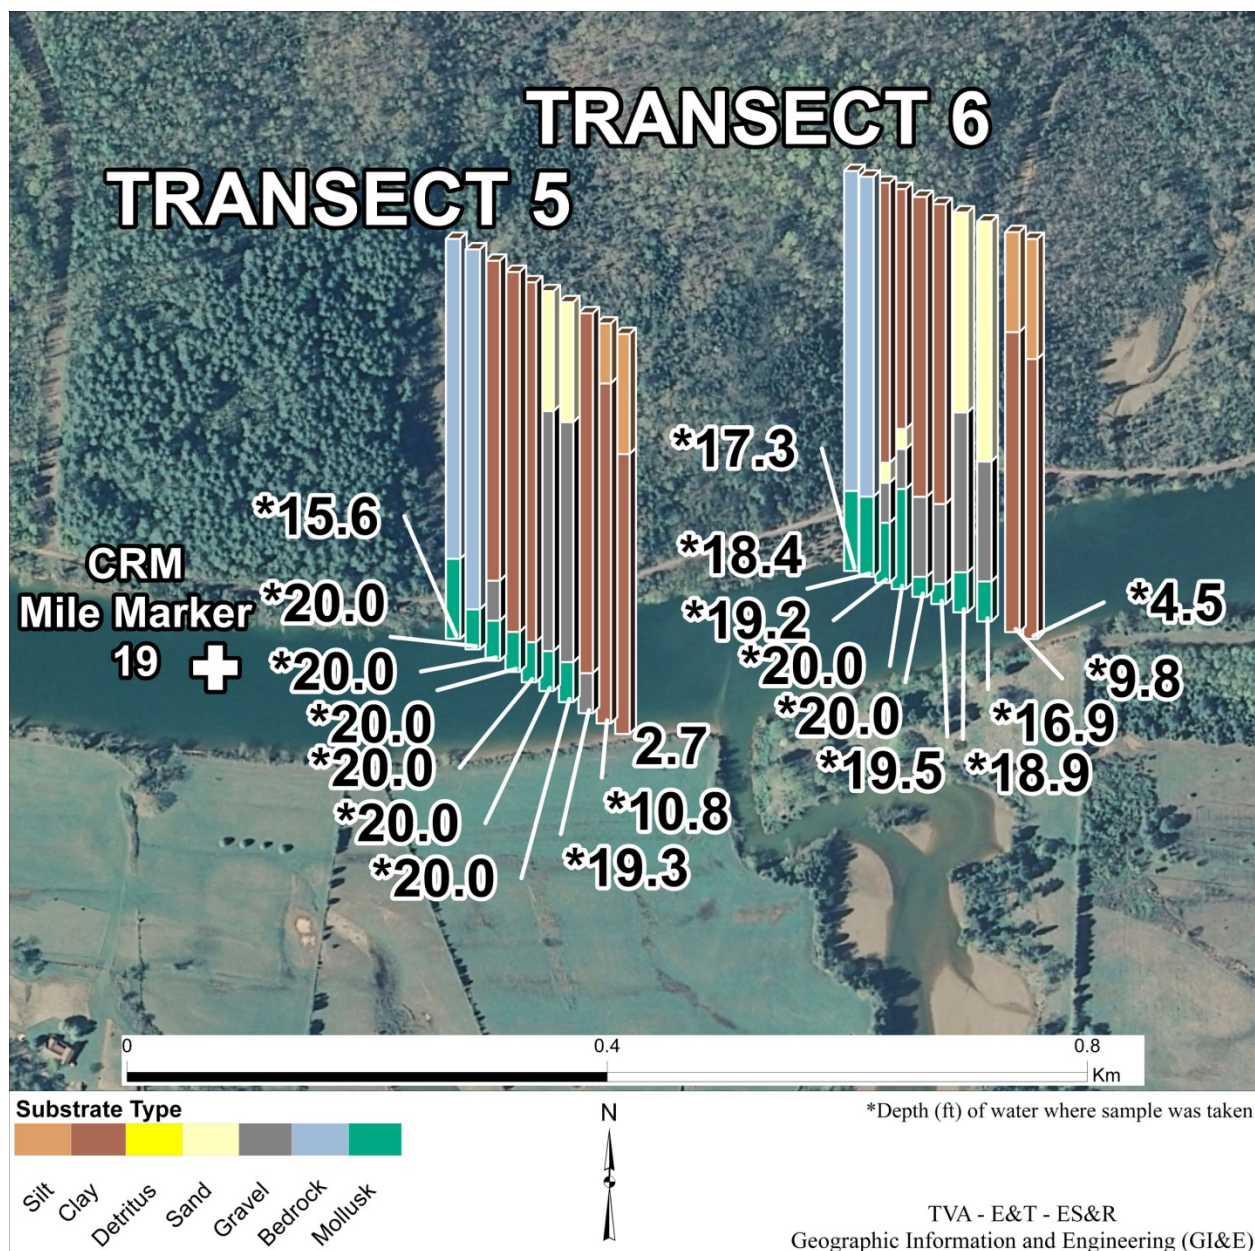 TRANSECT 6
TRANSECT 5
*17.3
*15.6
*18.4
CRM
Mile Marker
19
*20.0
*19.2
*4.5
*20.0
*20.0
*9.8
*20.0
*20.0
*16.9
*20.0
2.7
*19.5
*18.9
*20.0
*10.8
*20.0
*19.3
0
0.4
0.8
Km
Substrate Type
Silt
Clay
Detritus
Sand
Gravel
Bedrock
Mollusk
N
*Depth (ft) of water where sample was taken
TVA - E&T - ES&R
Geographic Information and Engineering (GI&E)